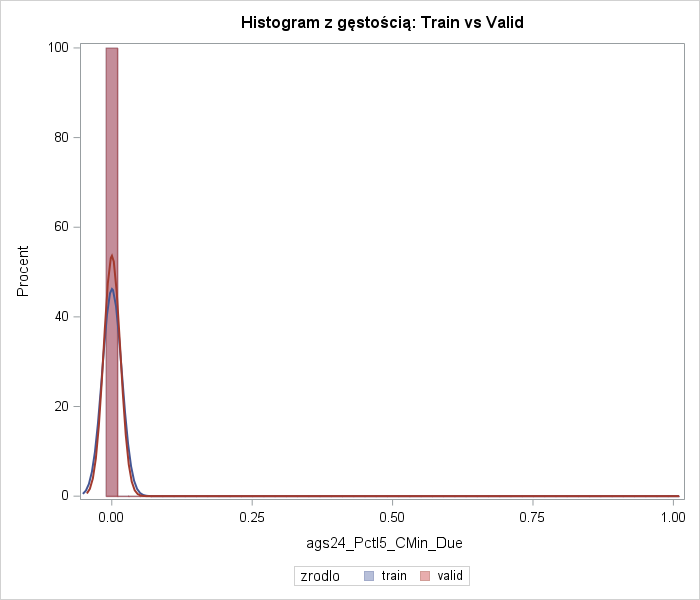 Histogram z gęstością: Train vs Valid
100
80
60
40
20
0
Procent
0.00
0.25
0.50
0.75
1.00
ags24_Pctl5_CMin_Due
zrodlo train valid